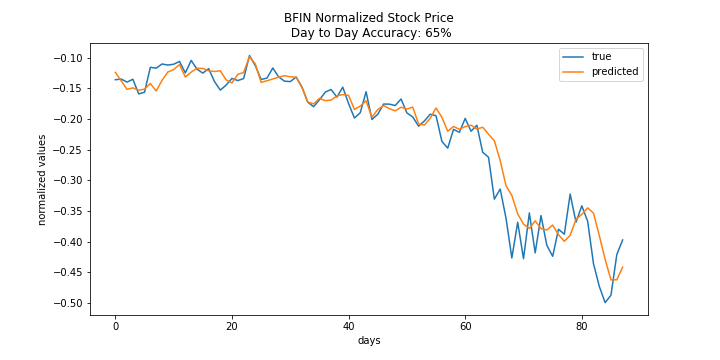 BFIN Normalized Stock Price
Day to Day Accuracy: 65%
true
predicted
normalized values
−0.10
−0.15
−0.20
−0.25
−0.30
−0.35
−0.40
−0.45
−0.50
0
20
40
60
80
days